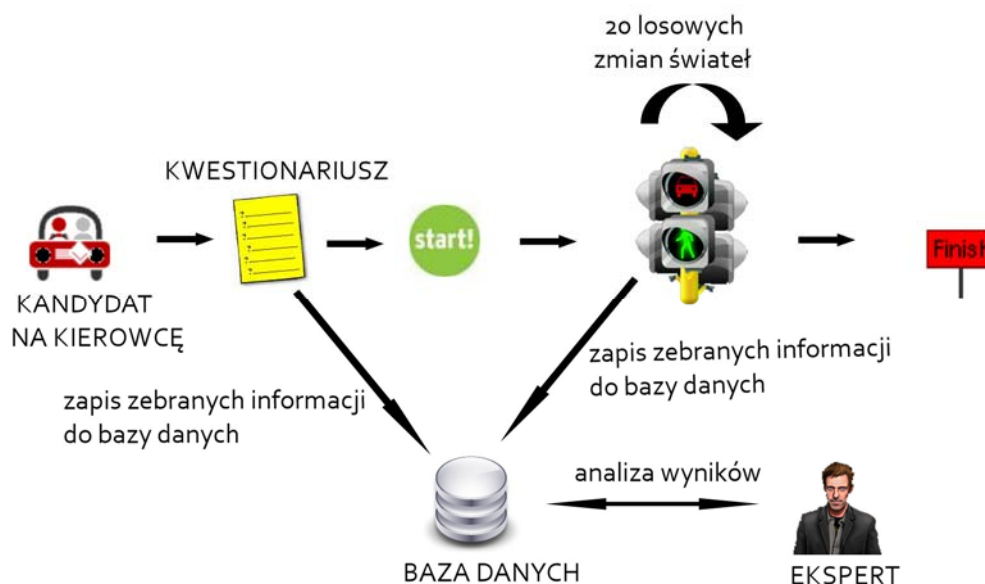 20 losowych
zmian świateł
KWESTIONARIUSZ
start!
Finish
KANDYDAT
NA KIEROWCĘ
zapis zebranych informacji
do bazy danych
zapis zebranych informacji
do bazy danych
analiza wyników
BAZA DANYCH
EKSPERT